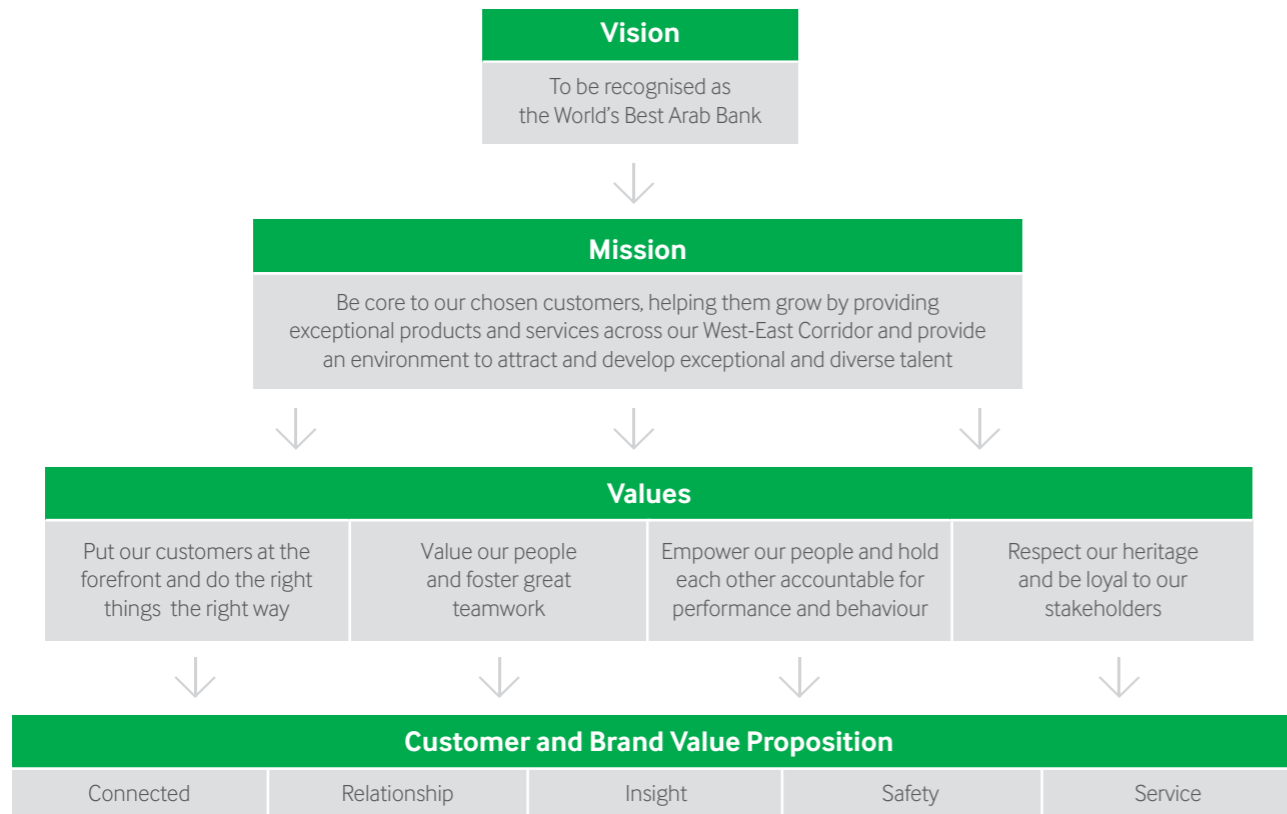 Vision
To be recognised as
the World's Best Arab Bank
Mission
Be core to our chosen customers, helping them grow by providing
exceptional products and services across our West-East Corridor and provide
an environment to attract and develop exceptional and diverse talent
Values
Put our customers at the
forefront and do the right
things the right way
Value our people
and foster great
teamwork
Empower our people and hold
each other accountable for
performance and behaviour
Respect our heritage
and be loyal to our
stakeholders
Customer and Brand Value Proposition
Connected
Relationship
Insight
Safety
Service